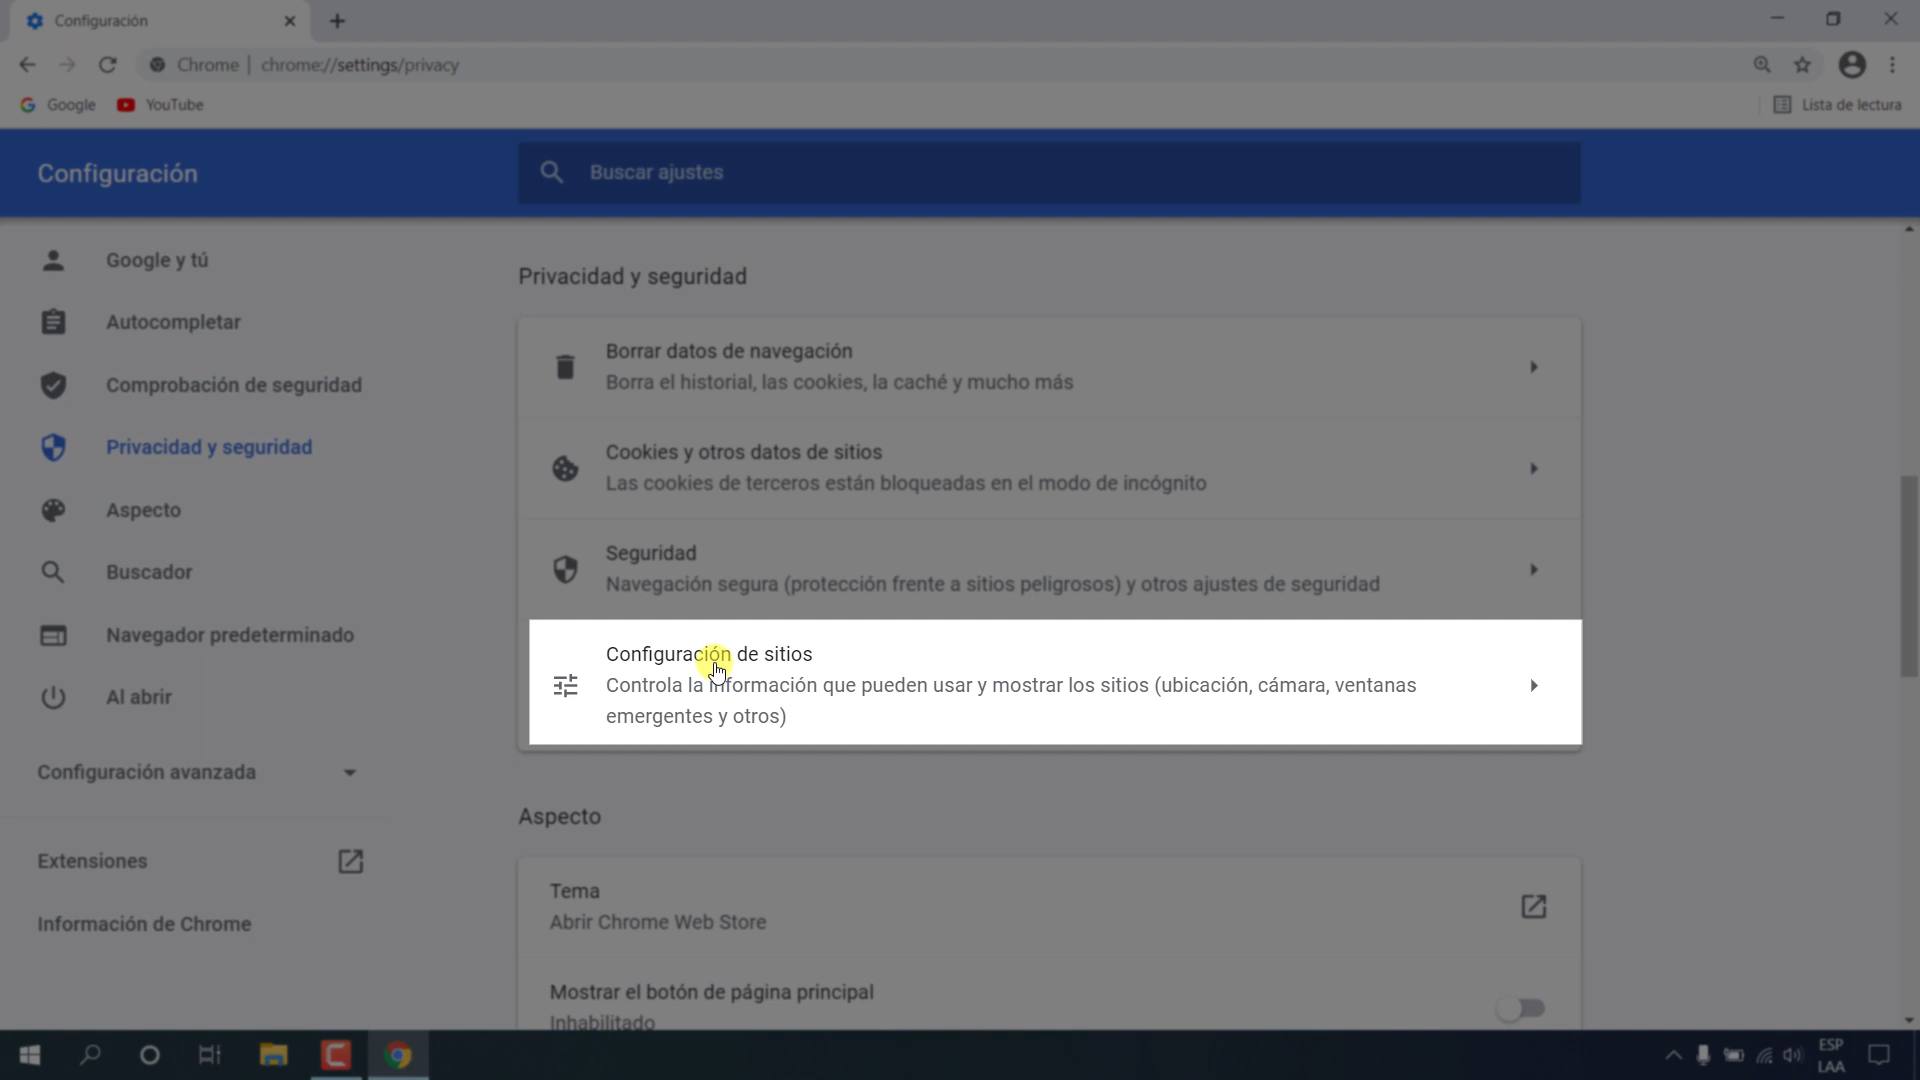 Configuración
Chrome | chrome://settings/privacy
Google
YouTube
Lista de lectura
Configuración
Buscar ajustes
Google y tú
Autocompletar
Comprobación de seguridad
Privacidad y seguridad
Aspecto
Buscador
Navegador predeterminado
Al abrir
Configuración avanzada
Extensiones
Información de Chrome
Privacidad y seguridad
Borrar datos de navegación
Borra el historial, las cookies, la caché y mucho más
Cookies y otros datos de sitios
Las cookies de terceros están bloqueadas en el modo de incógnito
Seguridad
Navegación segura (protección frente a sitios peligrosos) y otros ajustes de seguridad
Configuración de sitios
Controla la información que pueden usar y mostrar los sitios (ubicación, cámara, ventanas
emergentes y otros)
Aspecto
Tema
Abrir Chrome Web Store
Mostrar el botón de página principal
Inhabilitado
ESP
LAA